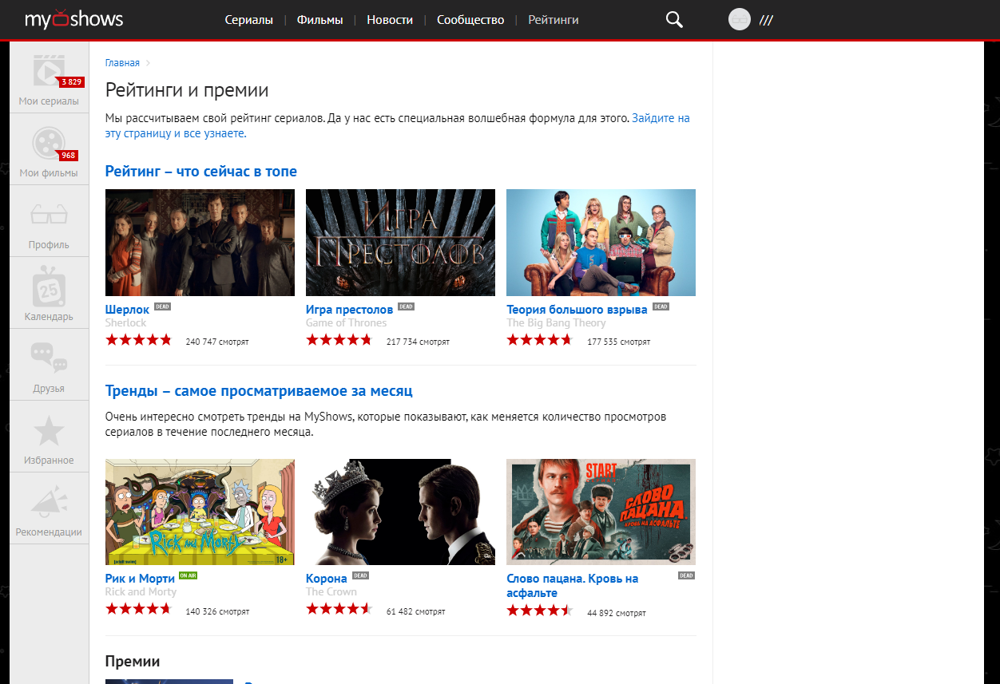 myshows
Сериалы | Фильмы | Новости | Сообщество | Рейтинги
///
3 829
Мои сериалы
968
Мои фильмы
Профиль
25
Календарь
Друзья
Избранное
Рекомендации
Главная
Рейтинги и премии
Мы рассчитываем свой рейтинг сериалов. Да у нас есть специальная волшебная формула для этого. Зайдите на
эту страницу и все узнаете.
Рейтинг – что сейчас в топе
ИГРА
ПРЕСТОЛОВ
Шерлок DEAD
Sherlock
240 747 смотрят
Игра престолов DEAD
Game of Thrones
217 734 смотрят
Теория большого взрыва DEAD
The Big Bang Theory
177 535 смотрят
Тренды – самое просматриваемое за месяц
Очень интересно смотреть тренды на MyShows, которые показывают, как меняется количество просмотров
сериалов в течение последнего месяца.
Rick and Morty
[adult swim]
18+
START
СЛОВО
ПАЦАНА
КРОВЬ НА АСФАЛЬТЕ
Рик и Морти ON AIR
Rick and Morty
140 326 смотрят
Корона DEAD
The Crown
61 482 смотрят
Слово пацана. Кровь на DEAD
асфальте
44 892 смотрят
Премии